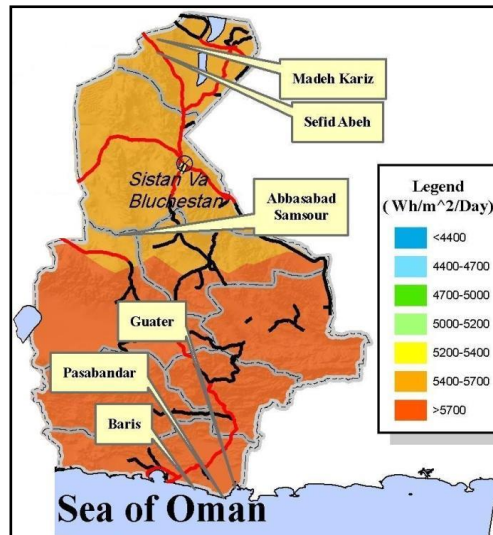 Madeh Kariz
Sefid Abeh
Sistan Va
Bluchestan
Abbasabad
Samsour
Legend
( Wh/m^2/Day)
<4400
4400-4700
4700-5000
5000-5200
5200-5400
5400-5700
>5700
Guater
Pasabandar
Baris
Sea of Oman